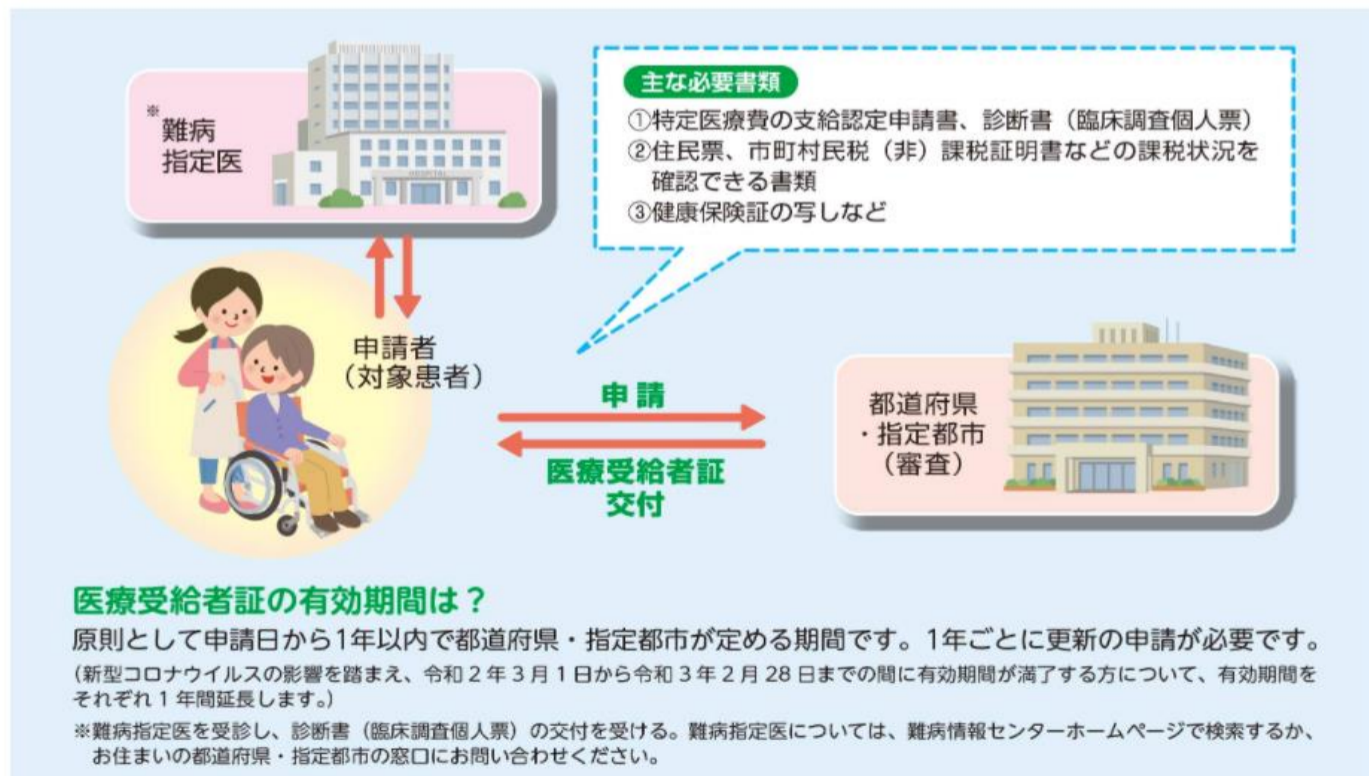 ※難病
指定医
HOSPITAL
主な必要書類
①特定医療費の支給認定申請書、診断書（臨床調査個人票）
②住民票、市町村民税（非）課税証明書などの課税状況を
確認できる書類
③健康保険証の写しなど
申請者
（対象患者）
申請
医療受給者証
交付
都道府県
・指定都市
（審査）
医療受給者証の有効期間は？
原則として申請日から1年以内で都道府県・指定都市が定める期間です。1年ごとに更新の申請が必要です。
（新型コロナウイルスの影響を踏まえ、令和２年３月１日から令和３年２月 28 日までの間に有効期間が満了する方について、有効期間を
それぞれ１年間延長します。）
※難病指定医を受診し、診断書（臨床調査個人票）の交付を受ける。難病指定医については、難病情報センターホームページで検索するか、
お住まいの都道府県・指定都市の窓口にお問い合わせください。